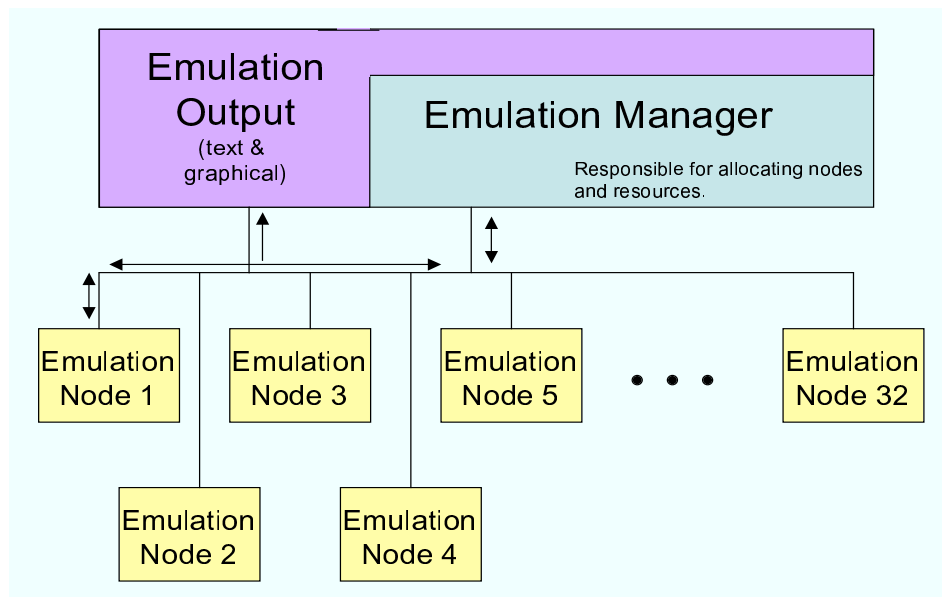 Emulation
Output
(text &
graphical)
Emulation Manager
Responsible for allocating nodes
and resources.
Emulation
Node 1
Emulation
Node 3
Emulation
Node 5
• • •
Emulation
Node 32
Emulation
Node 2
Emulation
Node 4